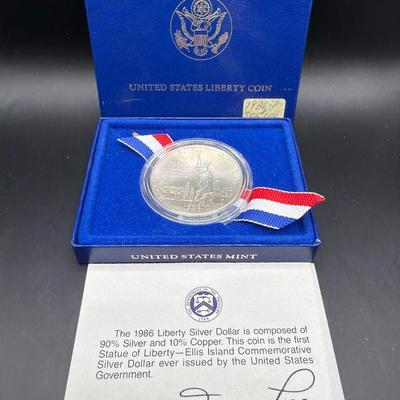 UNITED STATES LIBERTY COIN
1986-P
1986
UNITED STATES MINT
The 1986 Liberty Silver Dollar is composed of
90% Silver and 10% Copper. This coin is the first
Statue of Liberty—Ellis Island Commemorative
Silver Dollar ever issued by the United States
Government.